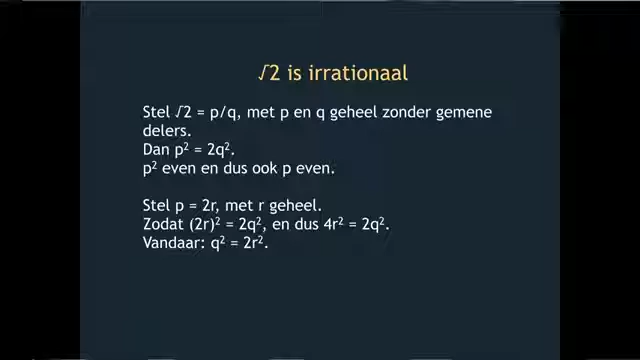 √2 is irrationaal
Stel √2 = p/q, met p en q geheel zonder gemene
delers.
Dan p² = 2q².
p² even en dus ook p even.
Stel p = 2r, met r geheel.
Zodat (2r)² = 2q², en dus 4r² = 2q².
Vandaar: q² = 2r².